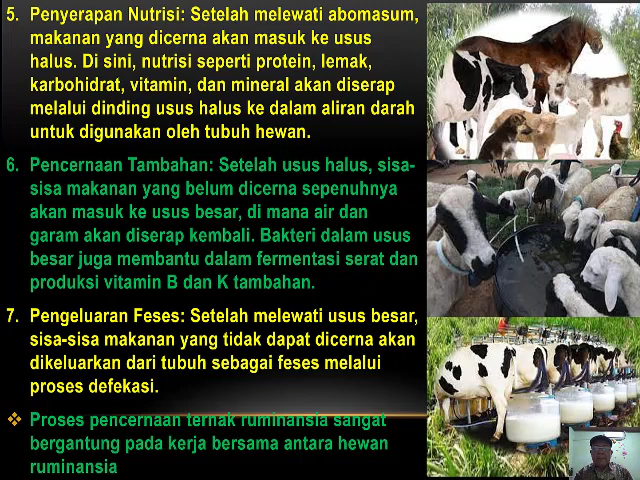 5. Penyerapan Nutrisi: Setelah melewati abomasum,
makanan yang dicerna akan masuk ke usus
halus. Di sini, nutrisi seperti protein, lemak,
karbohidrat, vitamin, dan mineral akan diserap
melalui dinding usus halus ke dalam aliran darah
untuk digunakan oleh tubuh hewan.
6. Pencernaan Tambahan: Setelah usus halus, sisa-
sisa makanan yang belum dicerna sepenuhnya
akan masuk ke usus besar, di mana air dan
garam akan diserap kembali. Bakteri dalam usus
besar juga membantu dalam fermentasi serat dan
produksi vitamin B dan K tambahan.
7. Pengeluaran Feses: Setelah melewati usus besar,
sisa-sisa makanan yang tidak dapat dicerna akan
dikeluarkan dari tubuh sebagai feses melalui
proses defekasi.
❖ Proses pencernaan ternak ruminansia sangat
bergantung pada kerja bersama antara hewan
ruminansia